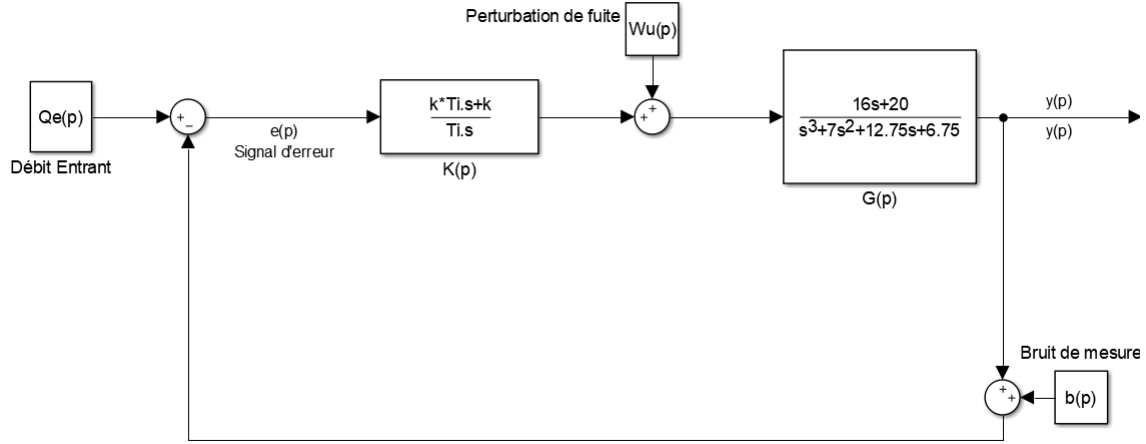 Perturbation de fuite
Wu(p)
Qe(p)
Débit Entrant
+
−
e(p)
Signal d'erreur
k*Ti.s+k
Ti.s
K(p)
+
+
16s+20
s³+7s²+12.75s+6.75
G(p)
y(p)
y(p)
Bruit de mesure
+
+
b(p)